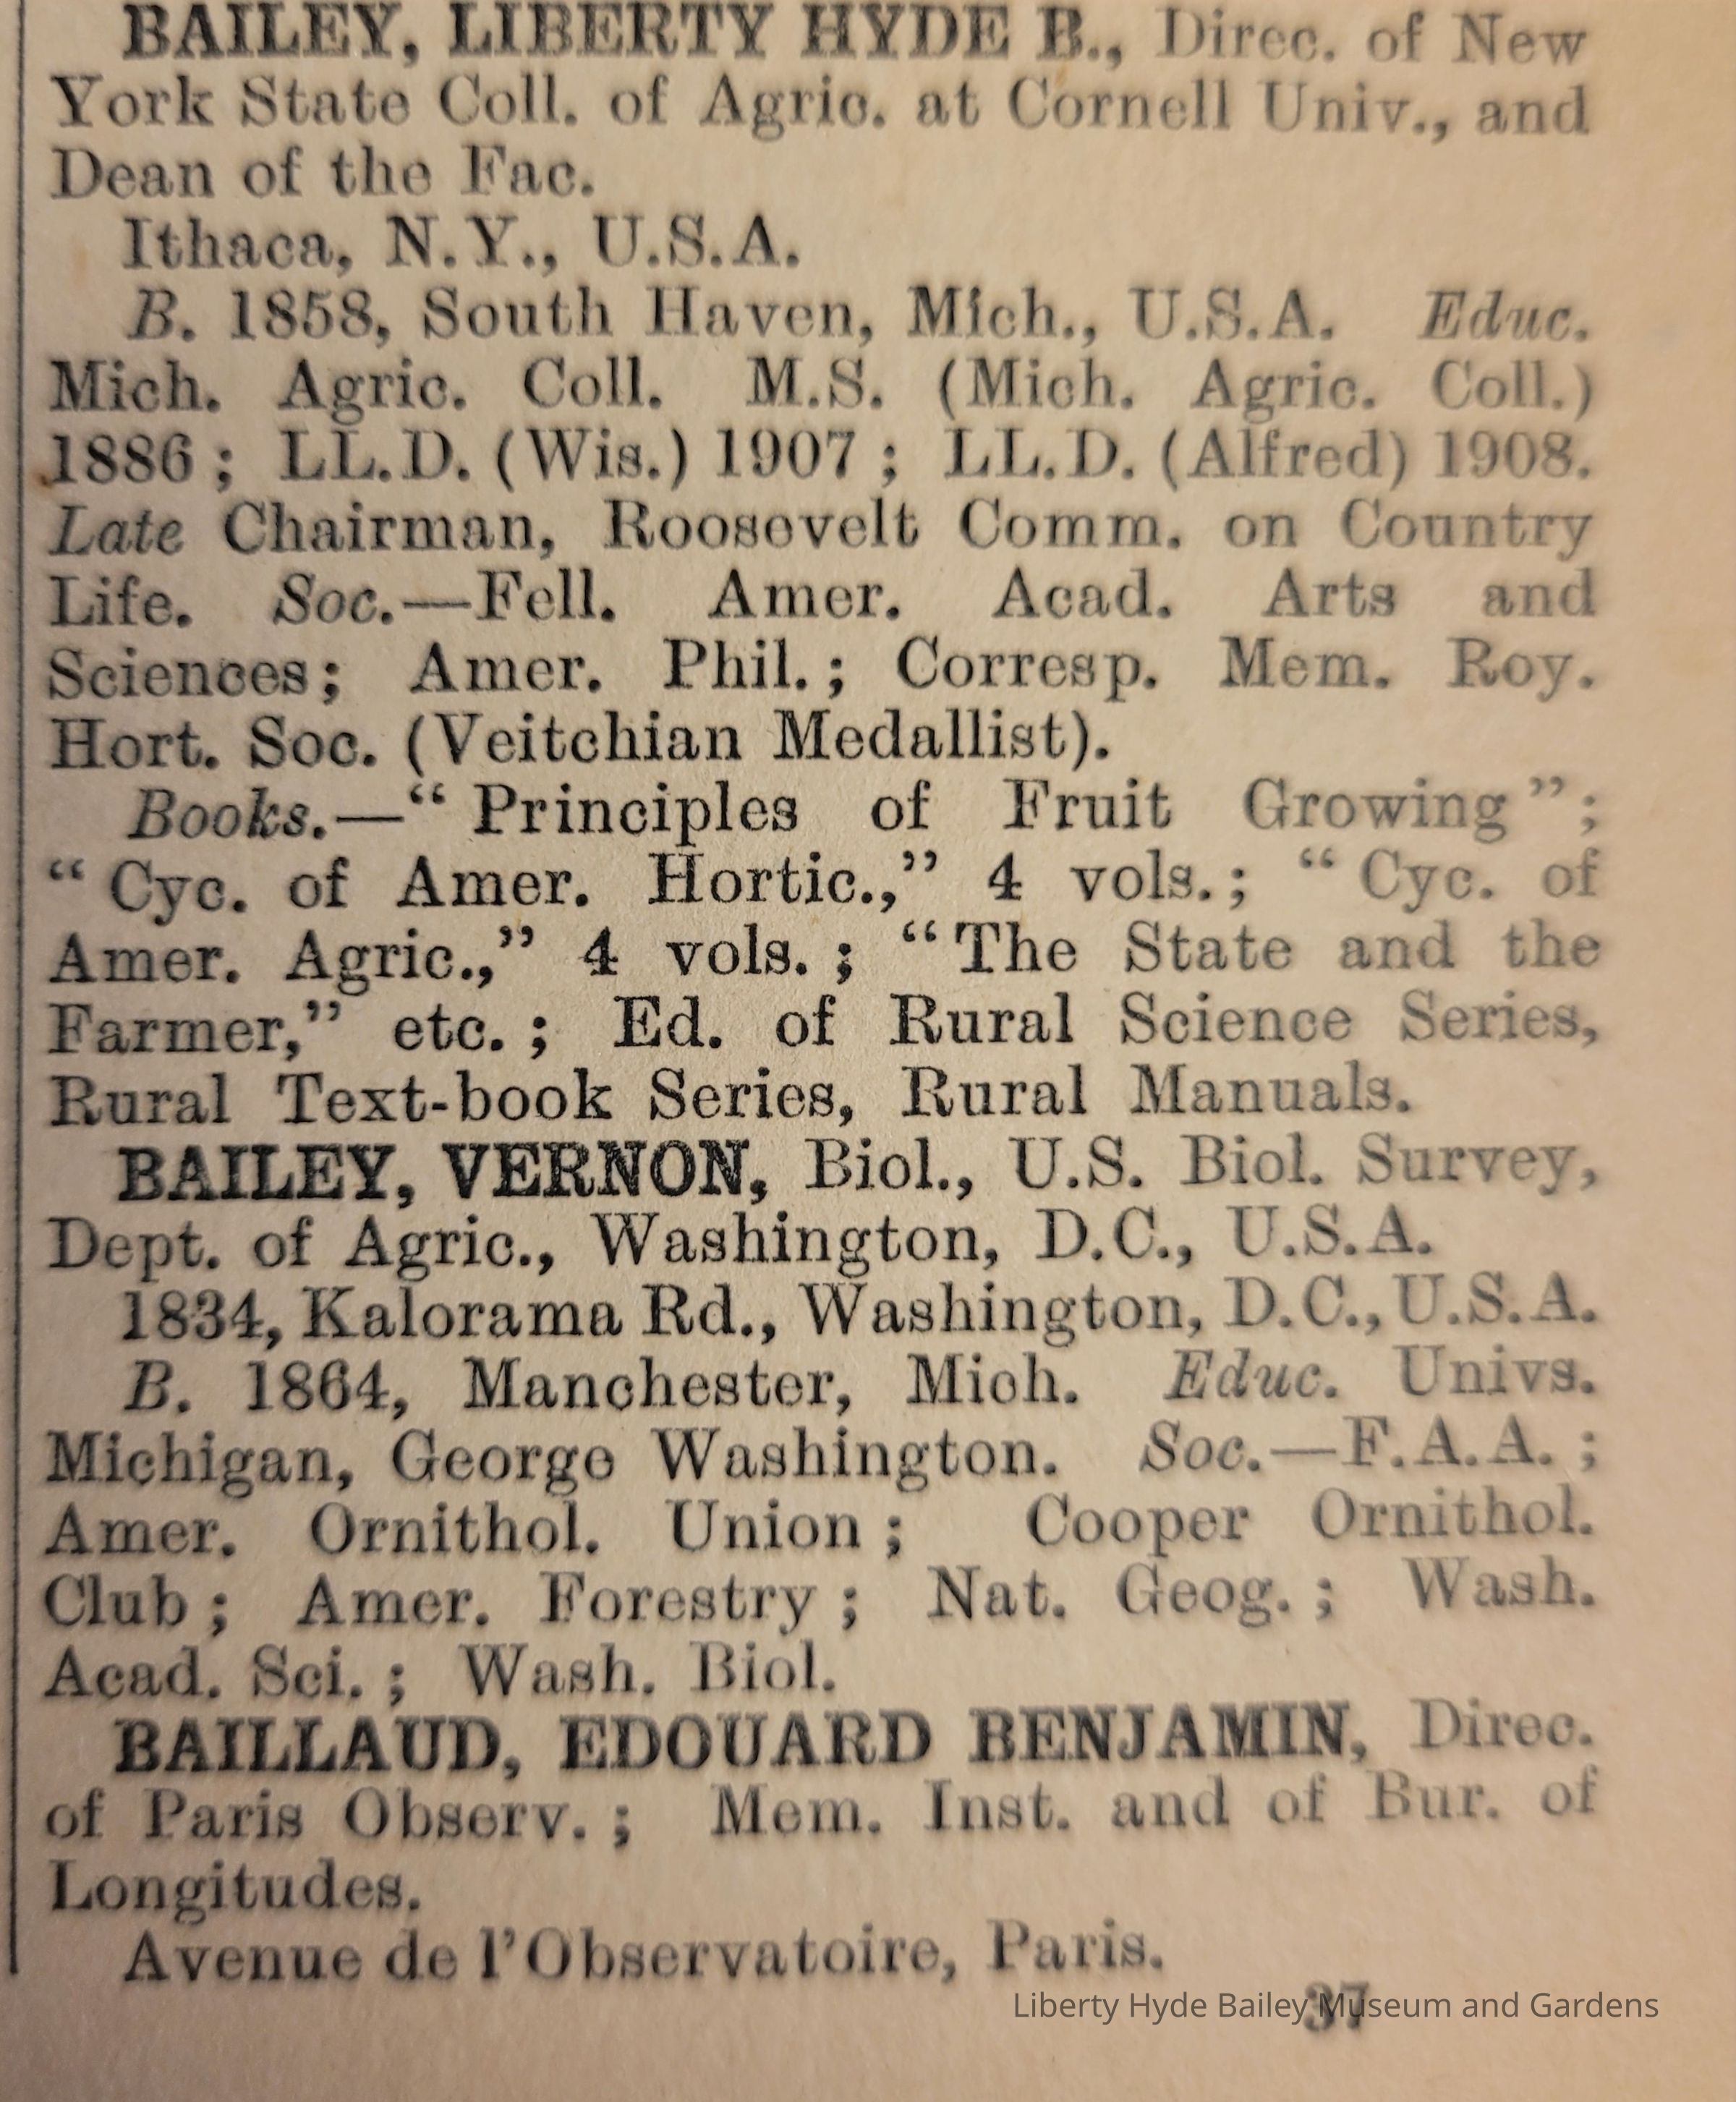 BAILEY, LIBERTY HYDE B., Direc. of New
York State Coll. of Agric. at Cornell Univ., and
Dean of the Fac.
Ithaca, N.Y., U.S.A.
B. 1858, South Haven, Mich., U.S.A. Educ.
Mich. Agric. Coll. M.S. (Mich. Agric. Coll.)
1886 ; LL.D. (Wis.) 1907 ; LL.D. (Alfred) 1908.
Late Chairman, Roosevelt Comm. on Country
Life. Soc.—Fell. Amer. Acad. Arts and
Sciences; Amer. Phil. ; Corresp. Mem. Roy.
Hort. Soc. (Veitchian Medallist).
Books.—“ Principles of Fruit Growing ” ;
“ Cyc. of Amer. Hortic.,” 4 vols. ; “ Cyc. of
Amer. Agric.,” 4 vols. ; “ The State and the
Farmer,” etc. ; Ed. of Rural Science Series,
Rural Text-book Series, Rural Manuals.
BAILEY, VERNON, Biol., U.S. Biol. Survey,
Dept. of Agric., Washington, D.C., U.S.A.
1834, Kalorama Rd., Washington, D.C., U.S.A.
B. 1864, Manchester, Mich. Educ. Univs.
Michigan, George Washington. Soc.—F.A.A. ;
Amer. Ornithol. Union ; Cooper Ornithol.
Club ; Amer. Forestry ; Nat. Geog. ; Wash.
Acad. Sci. ; Wash. Biol.
BAILLAUD, EDOUARD BENJAMIN, Direc.
of Paris Observ. ; Mem. Inst. and of Bur. of
Longitudes.
Avenue de l’Observatoire, Paris.
37
Liberty Hyde Bailey Museum and Gardens